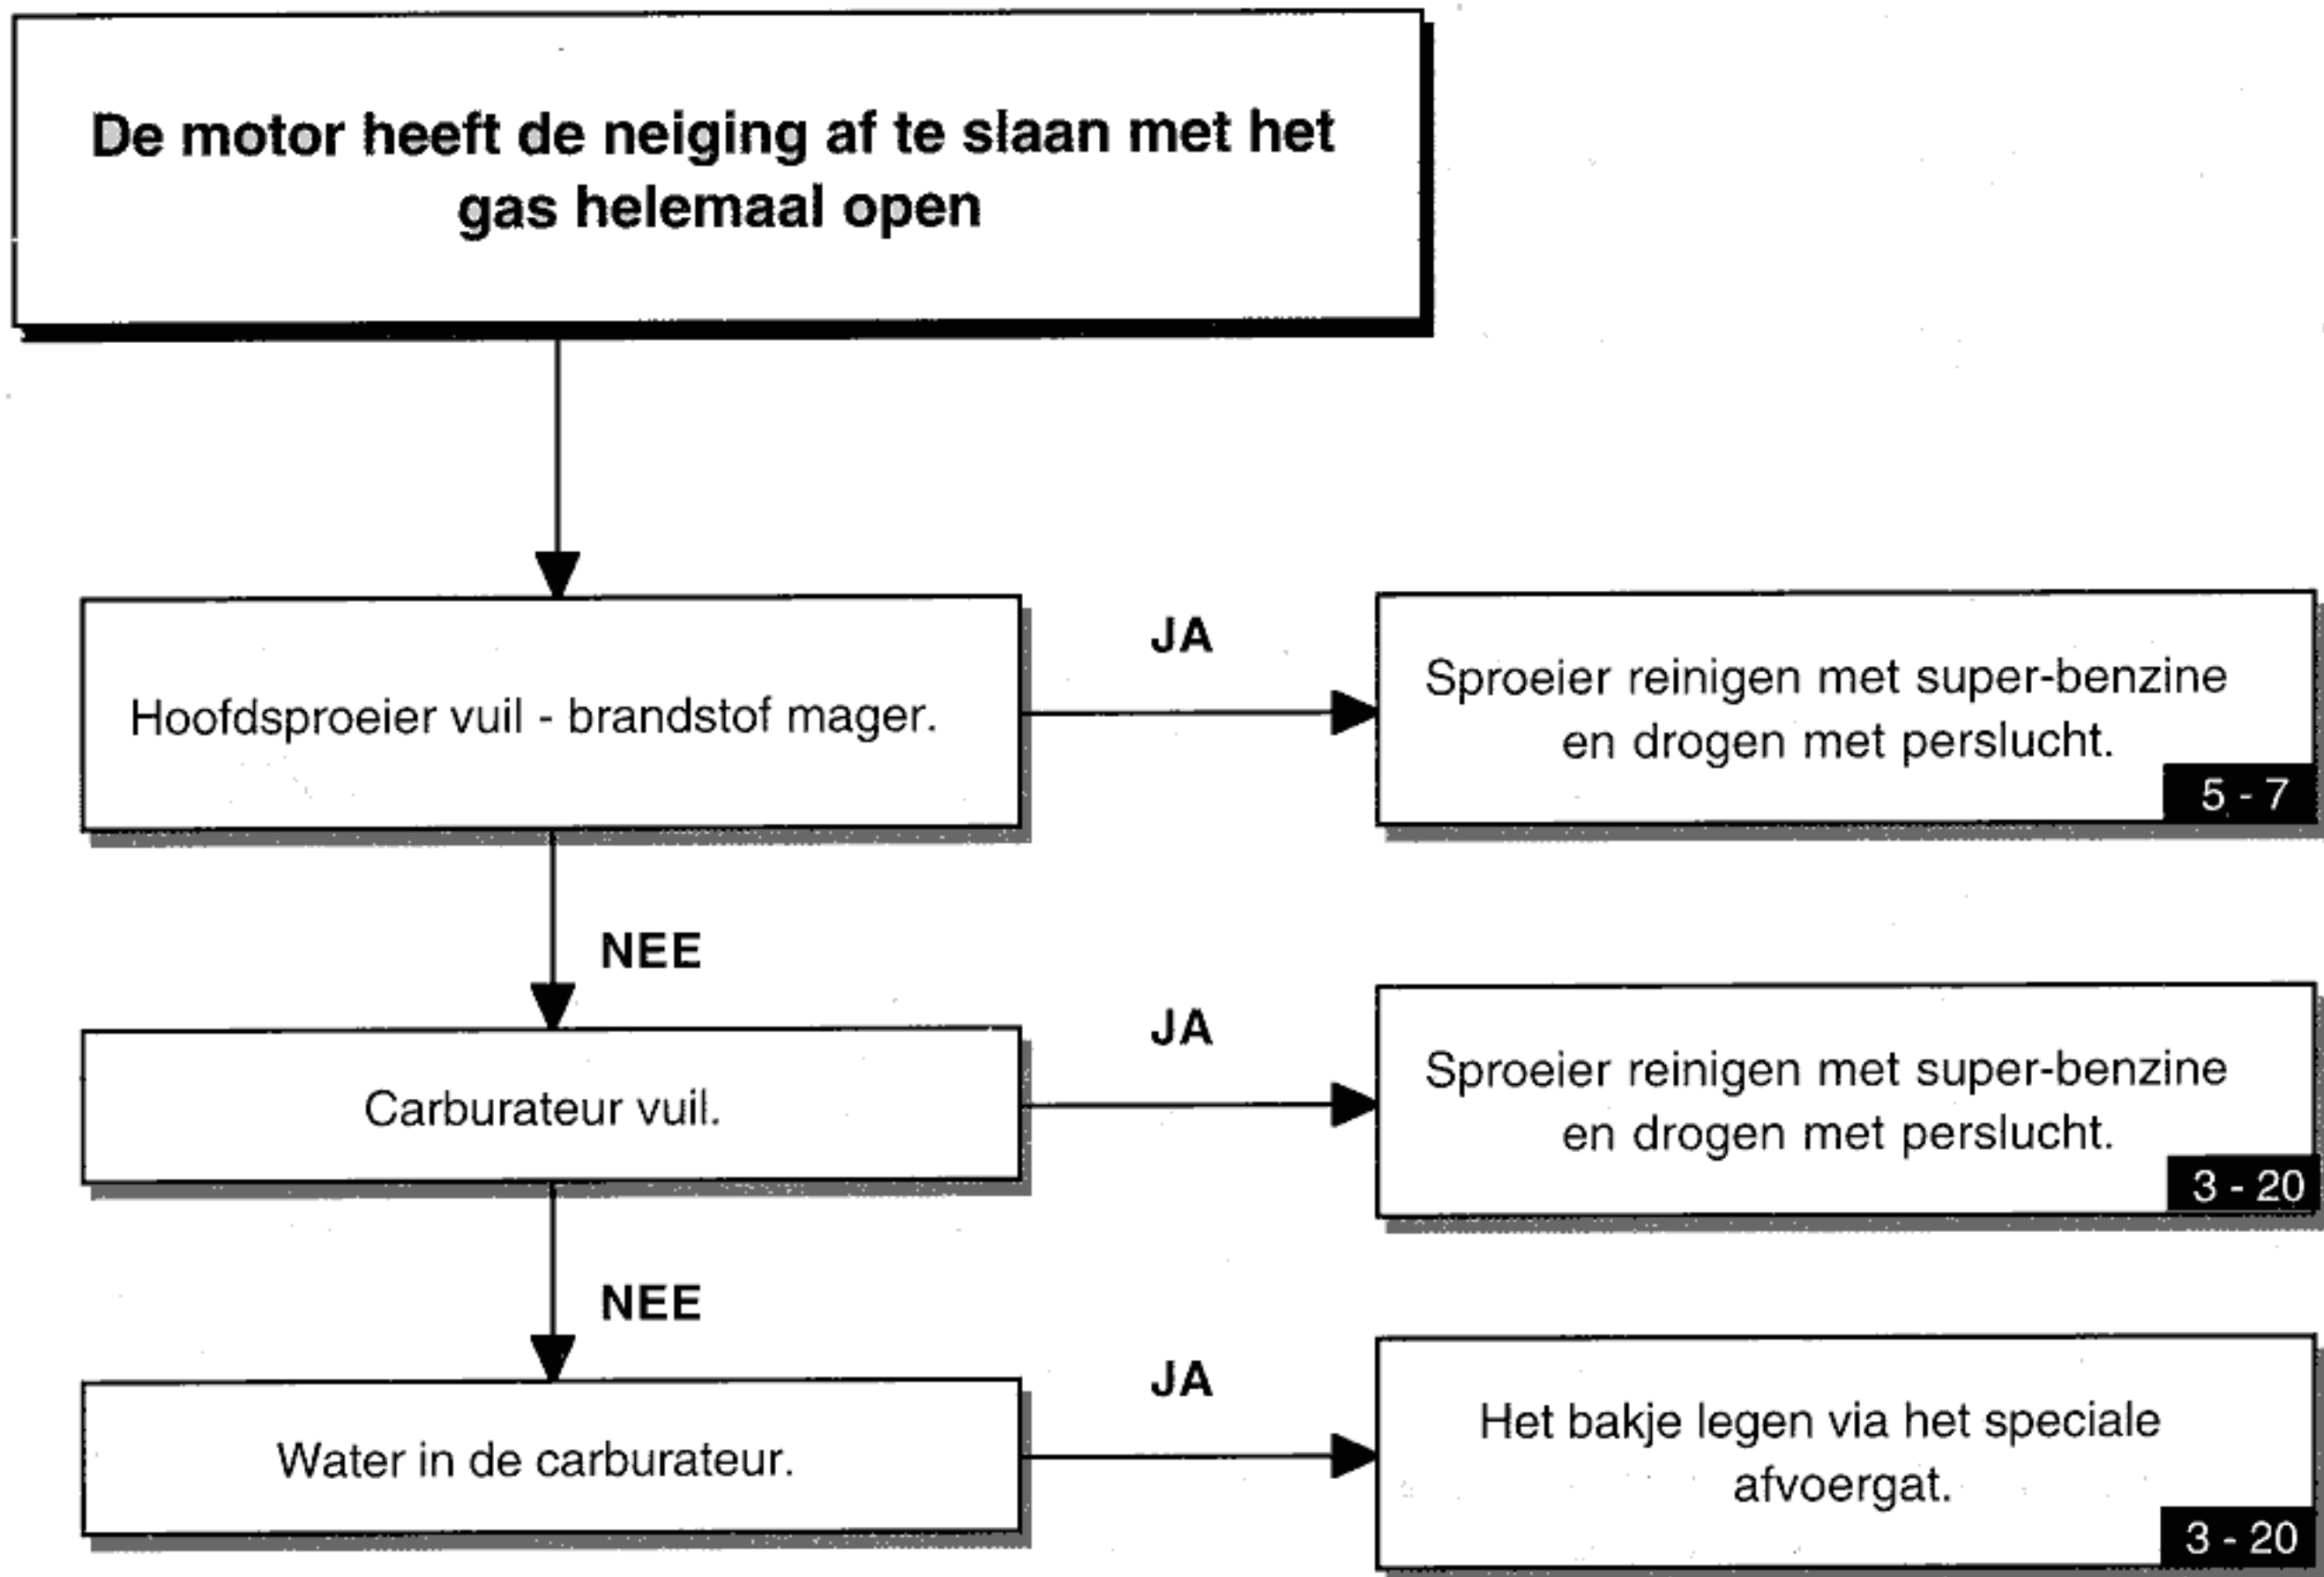 De motor heeft de neiging af te slaan met het
gas helemaal open
JA
Hoofdsproeier vuil - brandstof mager.
Sproeier reinigen met super-benzine
en drogen met perslucht.
5 - 7
NEE
JA
Carburateur vuil.
Sproeier reinigen met super-benzine
en drogen met perslucht.
3 - 20
NEE
JA
Water in de carburateur.
Het bakje legen via het speciale
afvoergat.
3 - 20